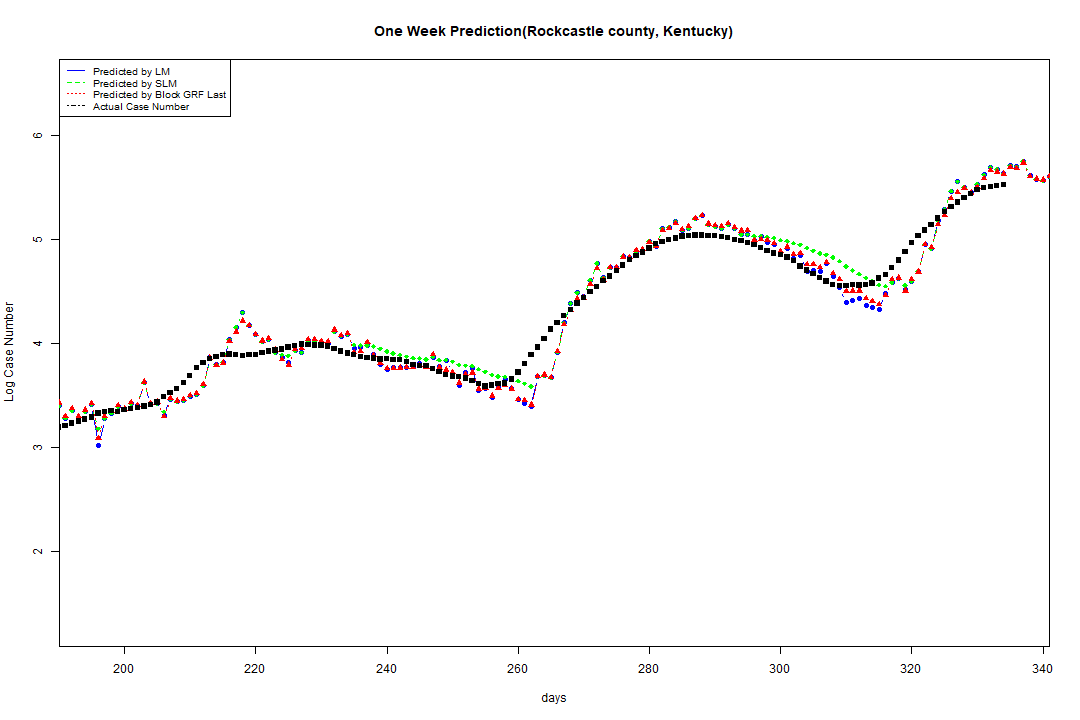 One Week Prediction(Rockcastle county, Kentucky)
Predicted by LM
Predicted by SLM
Predicted by Block GRF Last
Actual Case Number
Log Case Number
6
5
4
3
2
200 220 240 260 280 300 320 340
days